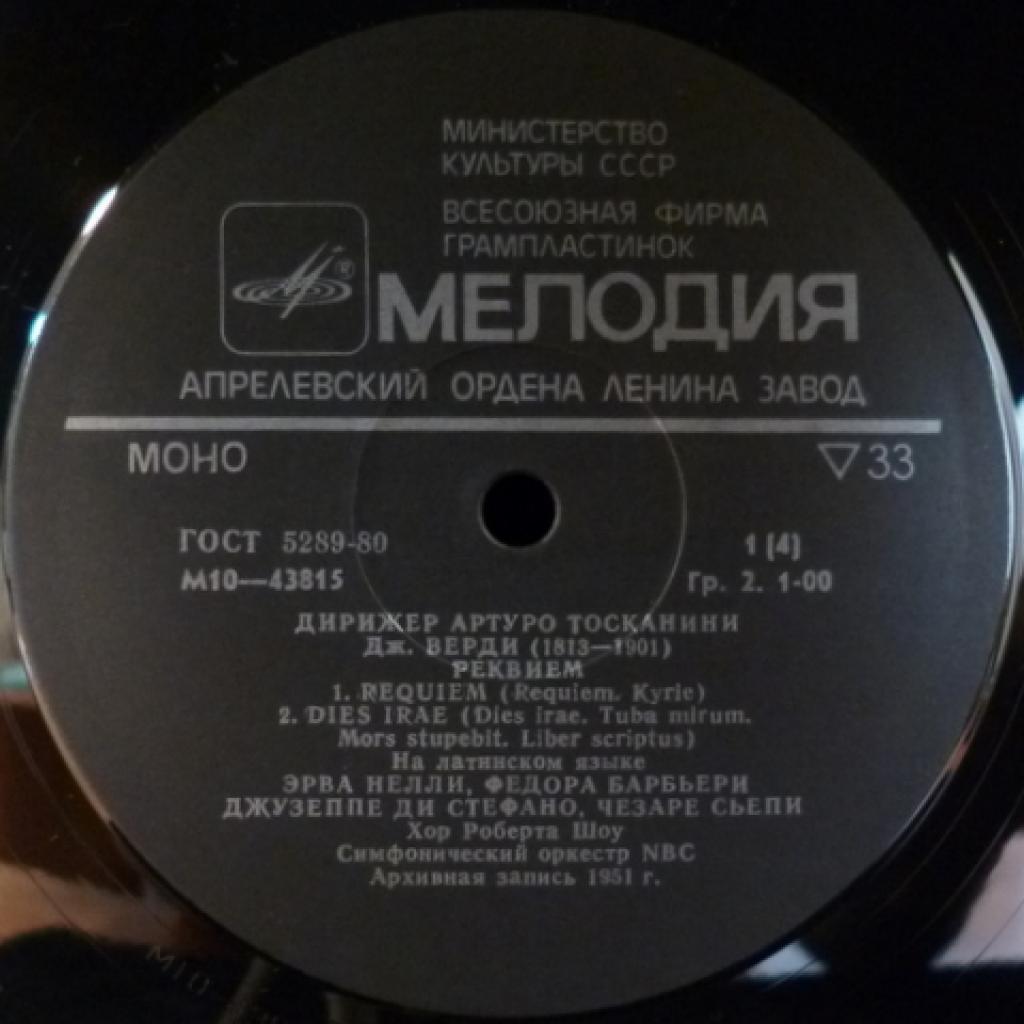 МИНИСТЕРСТВО
КУЛЬТУРЫ СССР
ВСЕСОЮЗНАЯ ФИРМА
ГРАМПЛАСТИНОК
МЕЛОДИЯ
®
АПРЕЛЕВСКИЙ ОРДЕНА ЛЕНИНА ЗАВОД
МОНО ▽33
ГОСТ 5289-80 1 (4)
М10—43815 Гр. 2. 1-00
ДИРИЖЕР АРТУРО ТОСКАНИНИ
Дж. ВЕРДИ (1813—1901)
РЕКВИЕМ
1. REQUIEM (Requiem. Kyrie)
2. DIES IRAE (Dies irae. Tuba mirum.
Mors stupebit. Liber scriptus)
На латинском языке
ЭРВА НЕЛЛИ, ФЕДОРА БАРБЬЕРИ
ДЖУЗЕППЕ ДИ СТЕФАНО, ЧЕЗАРЕ СЬЕПИ
Хор Роберта Шоу
Симфонический оркестр NBC
Архивная запись 1951 г.
М10